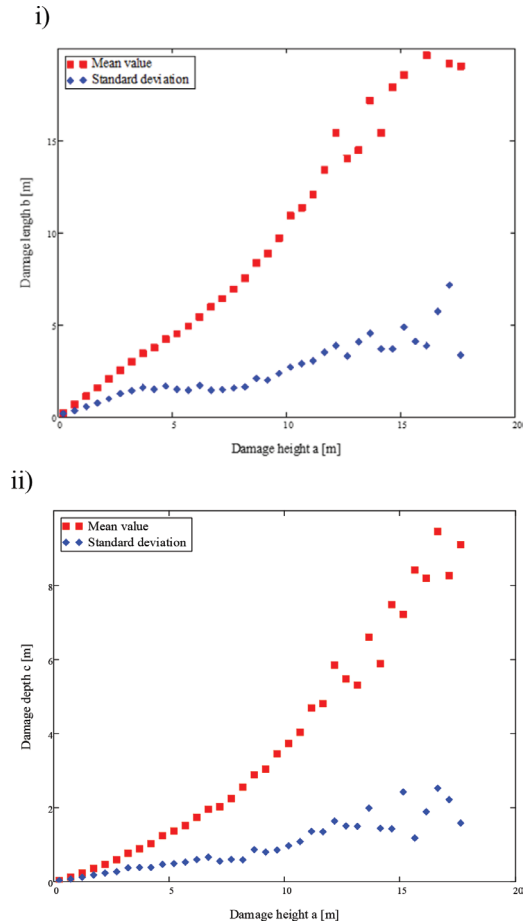 i)
Mean value
Standard deviation
15
10
5
0
0
5
10
15
20
Damage length b [m]
Damage height a [m]
ii)
Mean value
Standard deviation
8
6
4
2
0
0
5
10
15
20
Damage depth c [m]
Damage height a [m]